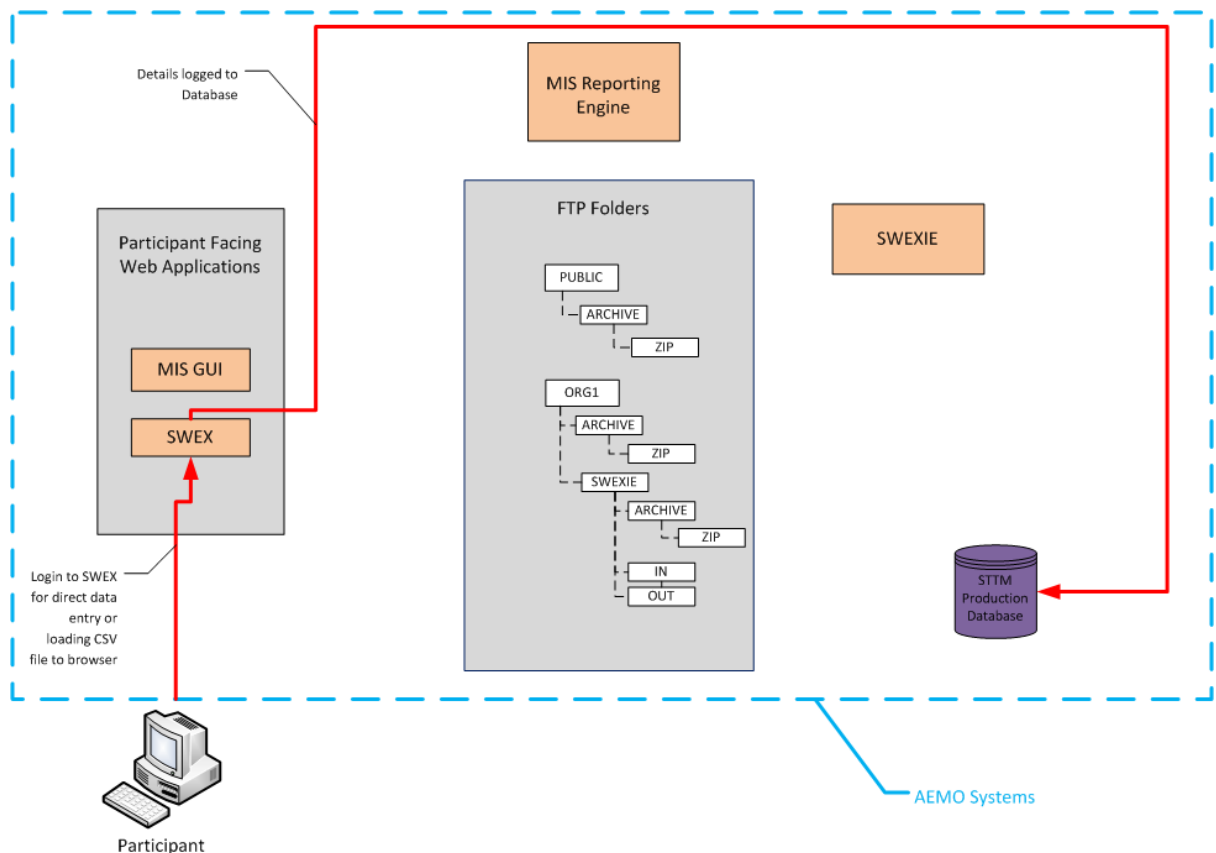 Details logged to
Database
MIS Reporting
Engine
Participant Facing
Web Applications
MIS GUI
SWEX
FTP Folders
PUBLIC
ARCHIVE
ZIP
ORG1
ARCHIVE
ZIP
SWEXIE
ARCHIVE
ZIP
IN
OUT
SWEXIE
STTM
Production
Database
Login to SWEX
for direct data
entry or
loading CSV
file to browser
Participant
AEMO Systems